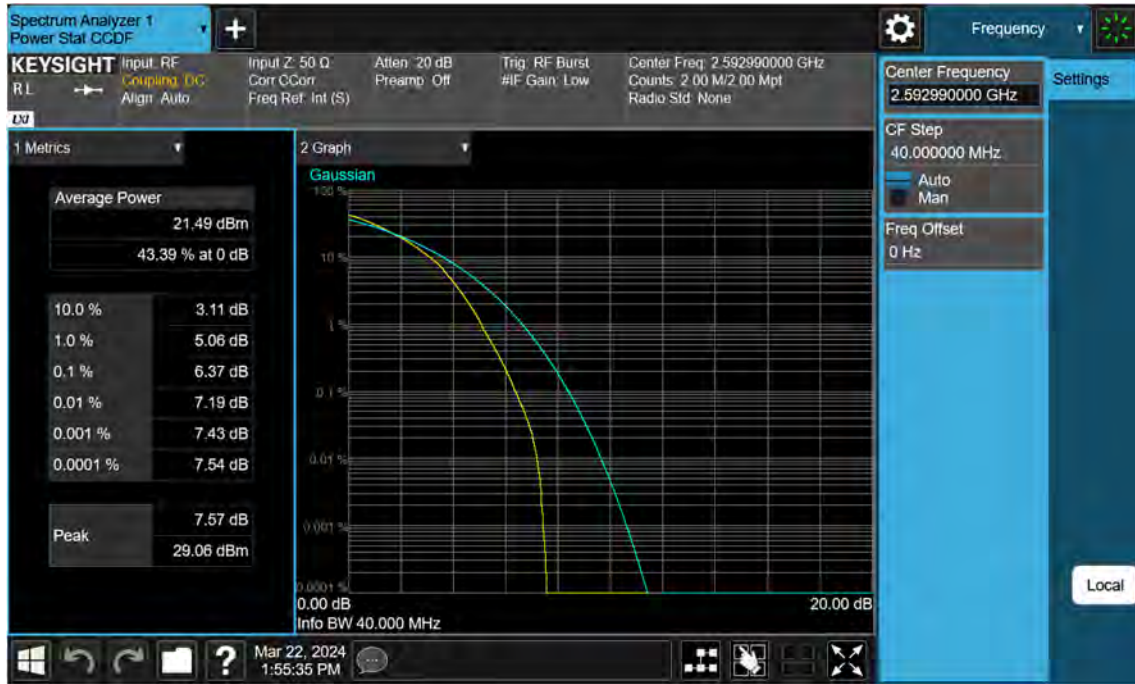 Spectrum Analyzer 1
Power Stat CCDF
Frequency
KEYSIGHT
RL
LXI
Input: RF
Coupling: DC
Align: Auto
Input Z: 50 Ω
Corr CCorr
Freq Ref: Int (S)
Atten: 20 dB
Preamp: Off
Trig: RF Burst
#IF Gain: Low
Center Freq: 2.592990000 GHz
Counts: 2.00 M/2.00 Mpt
Radio Std: None
Center Frequency
2.592990000 GHz
Settings
CF Step
40.000000 MHz
Auto
Man
Freq Offset
0 Hz
Local
1 Metrics
Average Power
21.49 dBm
43.39 % at 0 dB
10.0 % 3.11 dB
1.0 % 5.06 dB
0.1 % 6.37 dB
0.01 % 7.19 dB
0.001 % 7.43 dB
0.0001 % 7.54 dB
Peak
7.57 dB
29.06 dBm
2 Graph
Gaussian
100 %
10 %
1 %
0.1 %
0.01 %
0.001 %
0.0001 %
0.00 dB 20.00 dB
Info BW 40.000 MHz
?
Mar 22, 2024
1:55:35 PM